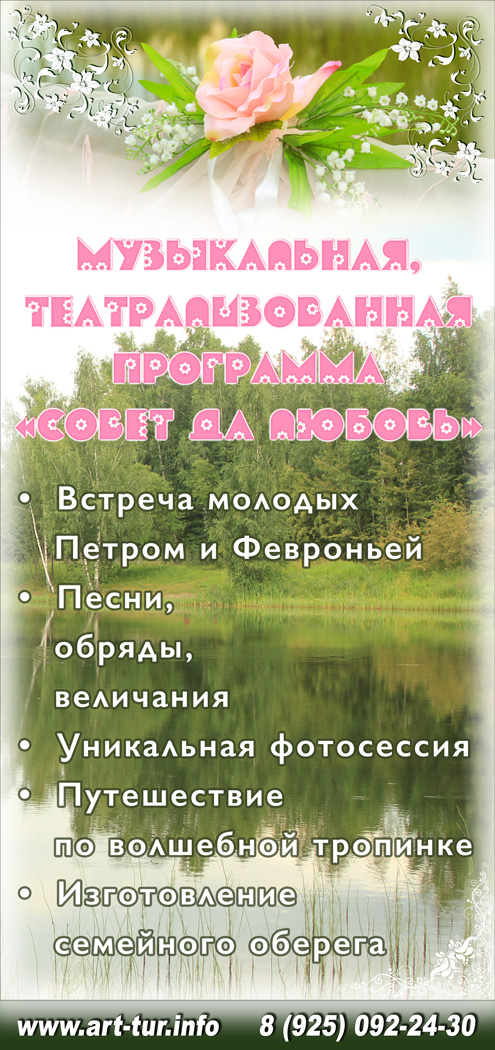 МУЗЫКАЛЬНАЯ,
ТЕАТРАЛИЗОВАННАЯ
ПРОГРАММА
«СОВЕТ ДА ЛЮБОВЬ»
• Встреча молодых
Петром и Февроньей
• Песни,
обряды,
величания
• Уникальная фотосессия
• Путешествие
по волшебной тропинке
• Изготовление
семейного оберега
www.art-tur.info 8 (925) 092-24-30